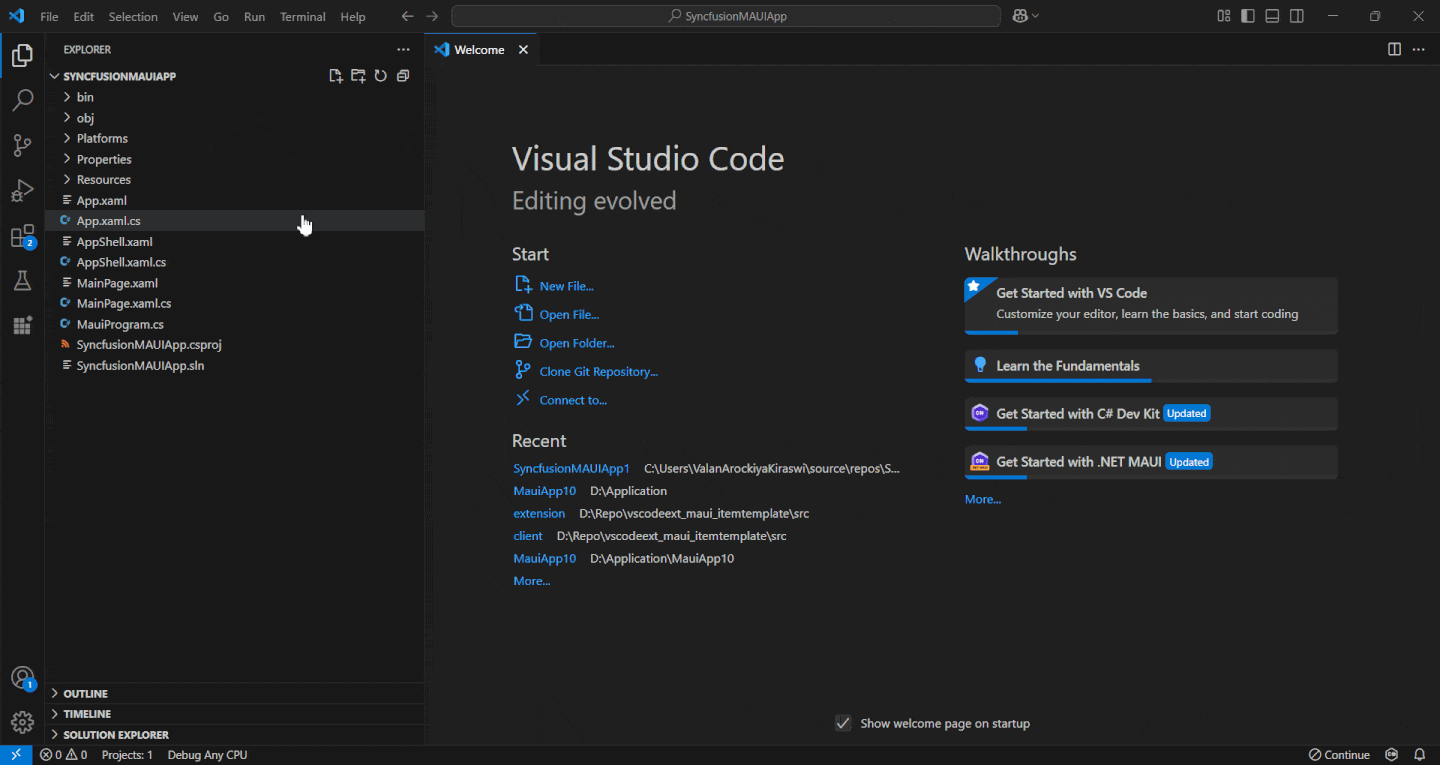 File Edit Selection View Go Run Terminal Help
SyncfusionMAUIApp
EXPLORER
Welcome
SYNCFUSIONMAUIAPP
bin
obj
Platforms
Properties
Resources
App.xaml
App.xaml.cs
AppShell.xaml
AppShell.xaml.cs
MainPage.xaml
MainPage.xaml.cs
MauiProgram.cs
SyncfusionMAUIApp.csproj
SyncfusionMAUIApp.sln
2
1
OUTLINE
TIMELINE
SOLUTION EXPLORER
Visual Studio Code
Editing evolved
Start
New File...
Open File...
Open Folder...
Clone Git Repository...
Connect to...
Recent
SyncfusionMAUIApp1 C:\Users\ValanArockiyaKiraswi\source\repos\S...
MauiApp10 D:\Application
extension D:\Repo\vscodeext_maui_itemtemplate\src
client D:\Repo\vscodeext_maui_itemtemplate\src
MauiApp10 D:\Application\MauiApp10
More...
Walkthroughs
Get Started with VS Code
Customize your editor, learn the basics, and start coding
Learn the Fundamentals
Get Started with C# Dev Kit Updated
Get Started with .NET MAUI Updated
More...
Show welcome page on startup
0 0 Projects: 1 Debug Any CPU
Continue